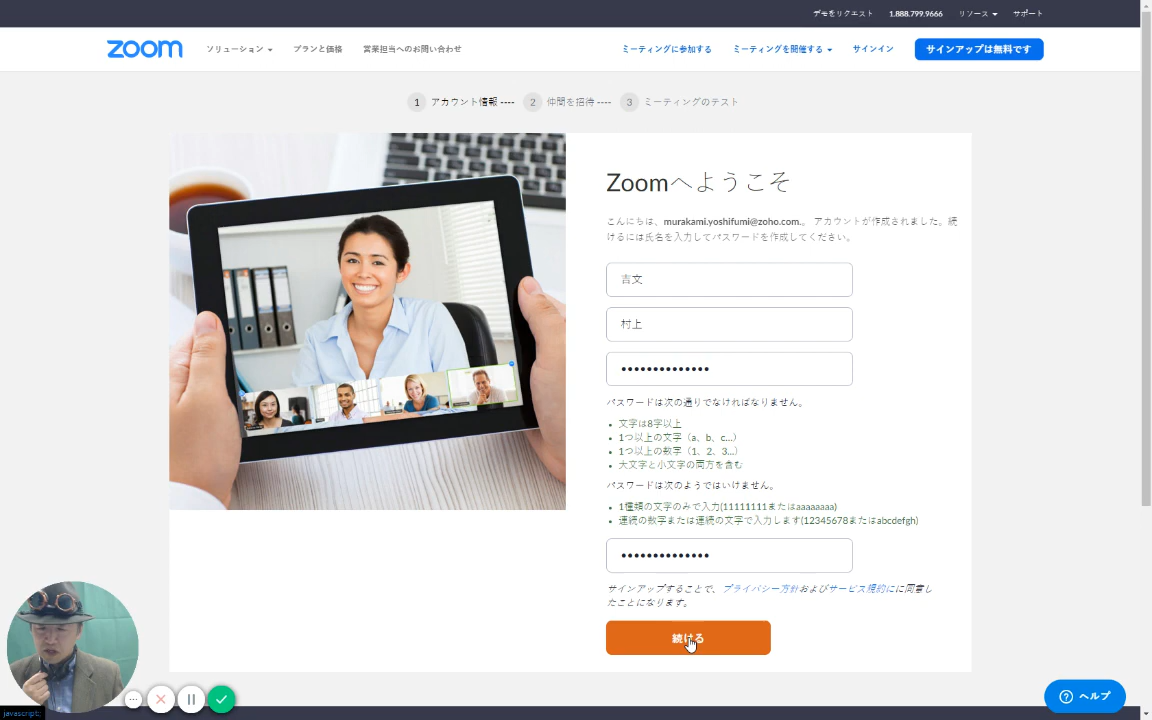 デモをリクエスト 1.888.799.9666 リソース サポート
zoom ソリューション プランと価格 営業担当へのお問い合わせ ミーティングに参加する ミーティングを開催する サインイン サインアップは無料です
1 アカウント情報 ---- 2 仲間を招待 ---- 3 ミーティングのテスト
Zoomへようこそ
こんにちは、murakami.yoshifumi@zoho.com.。 アカウントが作成されました。続
けるには氏名を入力してパスワードを作成してください。
吉文
村上
••••••••••••••
パスワードは次の通りでなければなりません。
• 文字は8字以上
• 1つ以上の文字（a、b、c...）
• 1つ以上の数字（1、2、3...）
• 大文字と小文字の両方を含む
パスワードは次のようではいけません。
• 1種類の文字のみで入力(11111111またはaaaaaaaa)
• 連続の数字または連続の文字で入力します(12345678またはabcdefgh)
••••••••••••••
サインアップすることで、プライバシー方針およびサービス規約にに同意し
たことになります。
続ける
ヘルプ
javascript:;